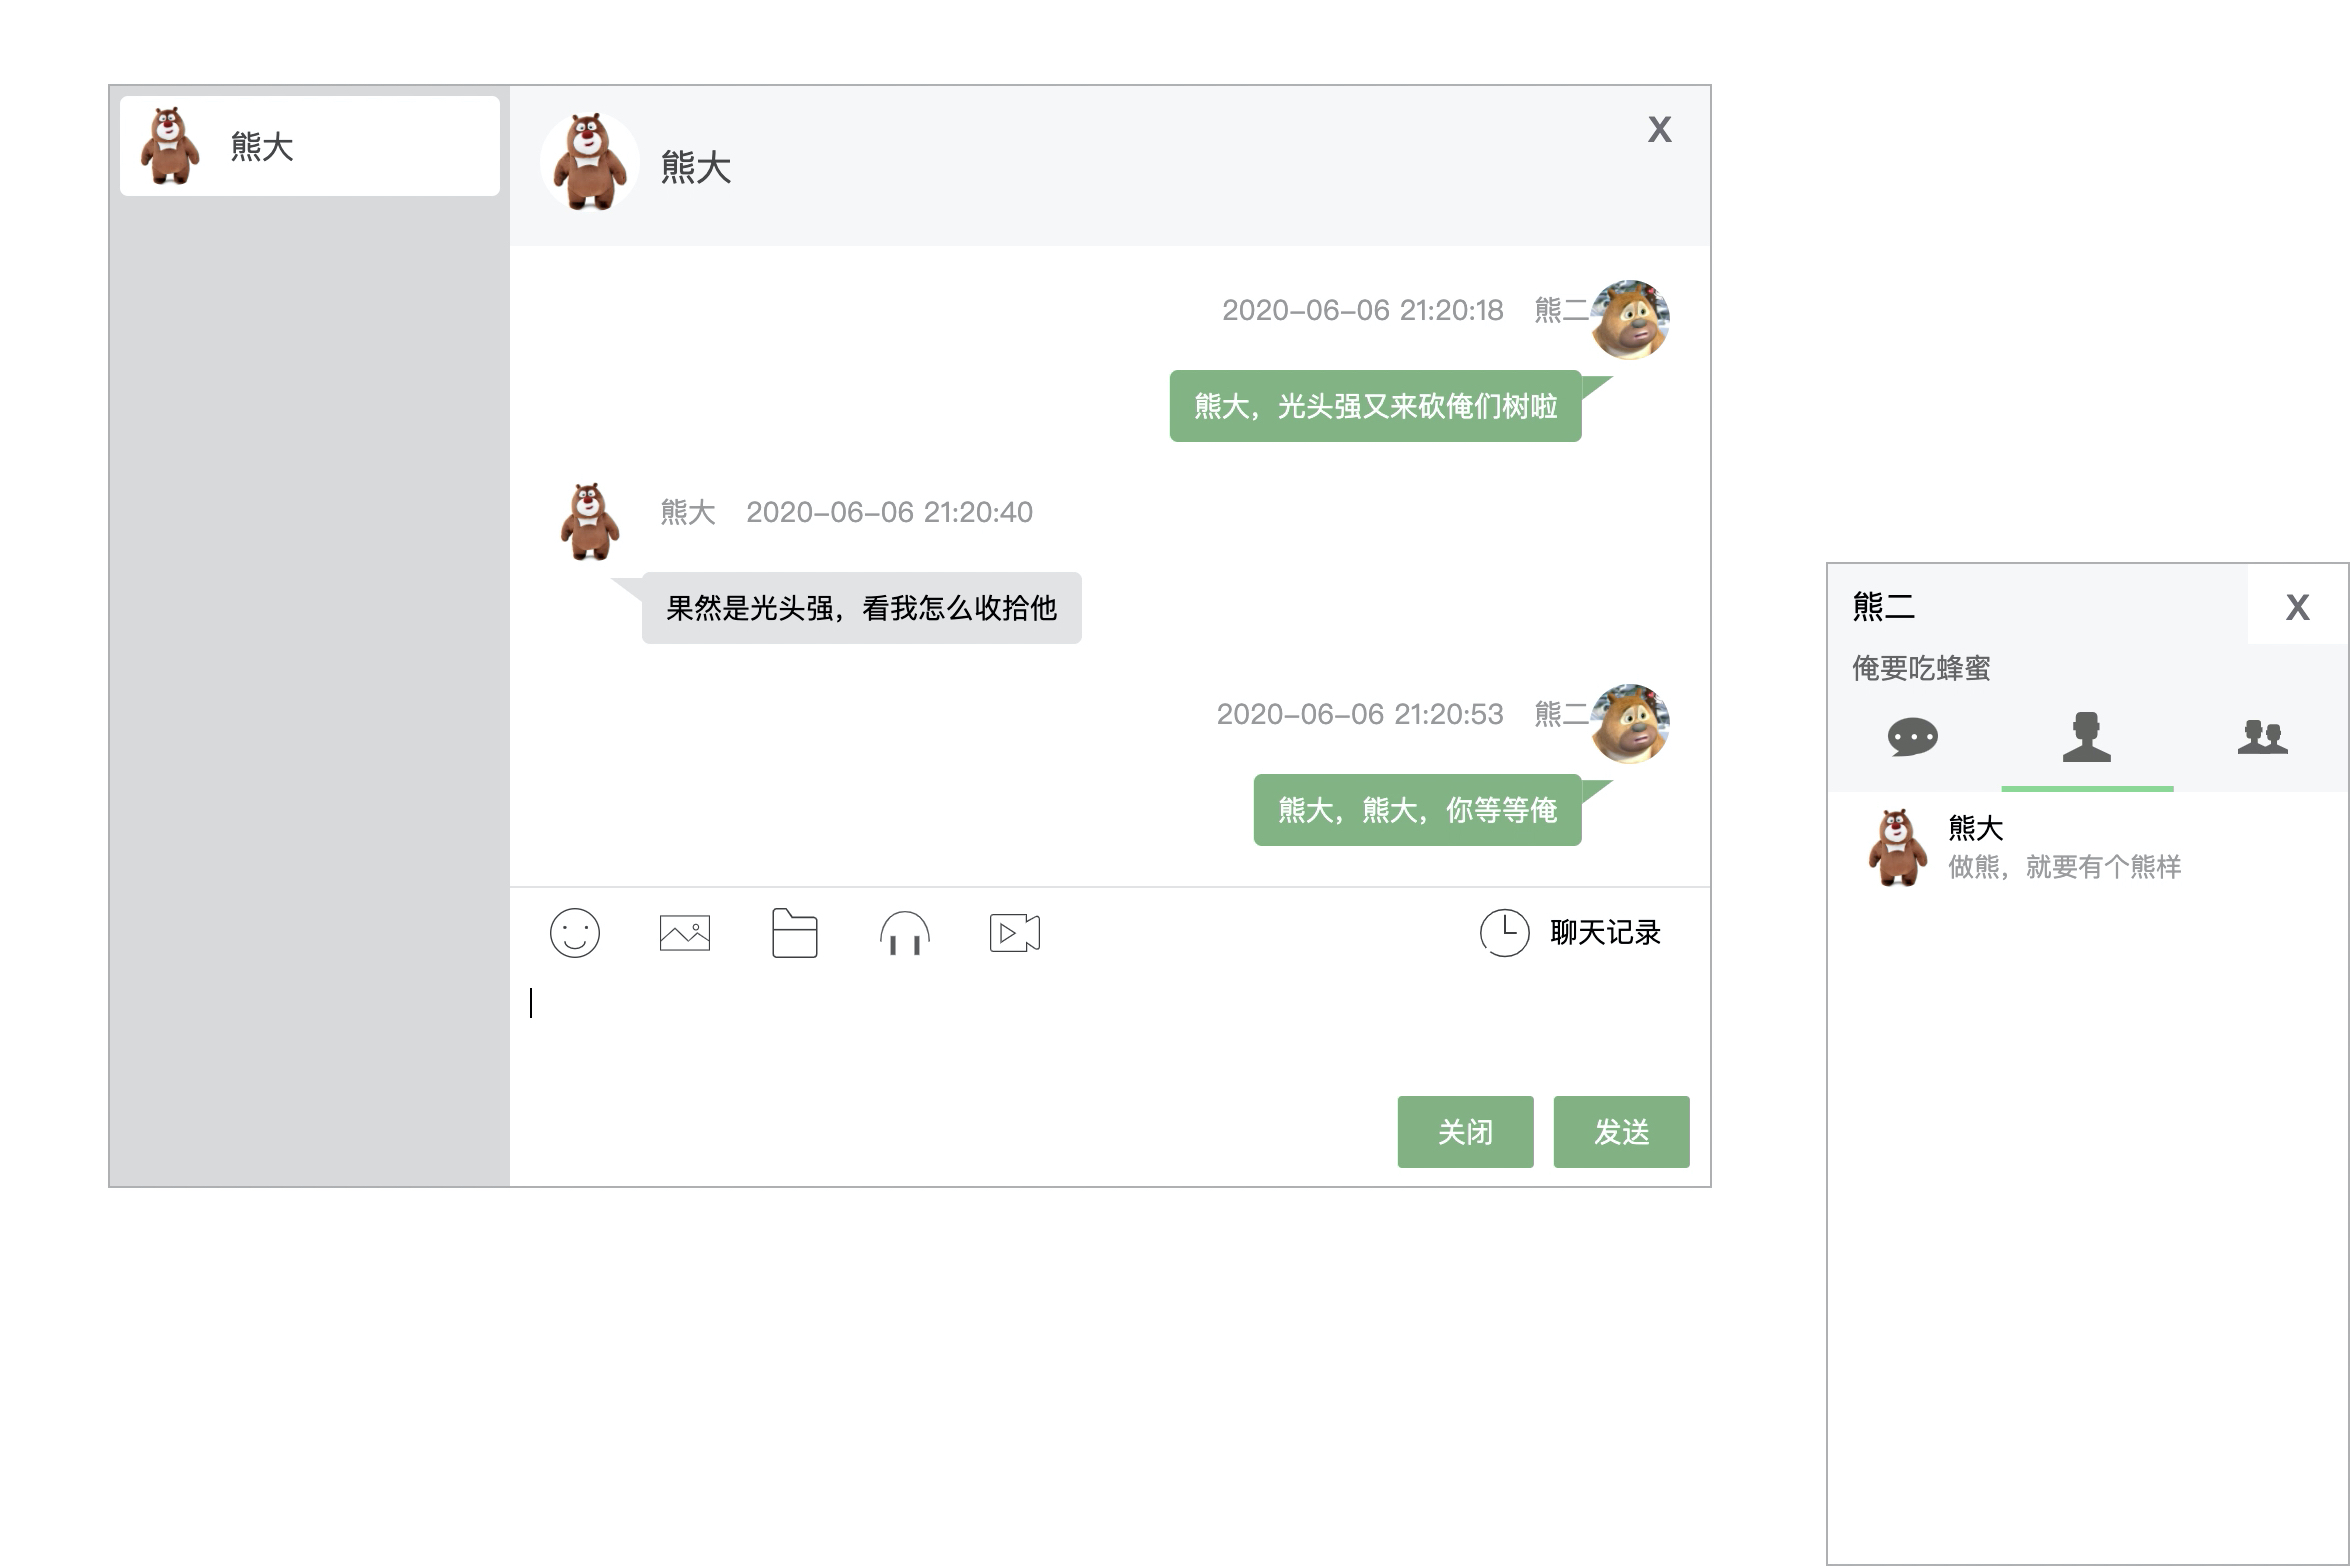 熊大
熊大
X
2020-06-06 21:20:18 熊二
熊大，光头强又来砍俺们树啦
熊大 2020-06-06 21:20:40
果然是光头强，看我怎么收拾他
2020-06-06 21:20:53 熊二
熊大，熊大，你等等俺
聊天记录
关闭 发送
熊二
X
俺要吃蜂蜜
熊大
做熊，就要有个熊样